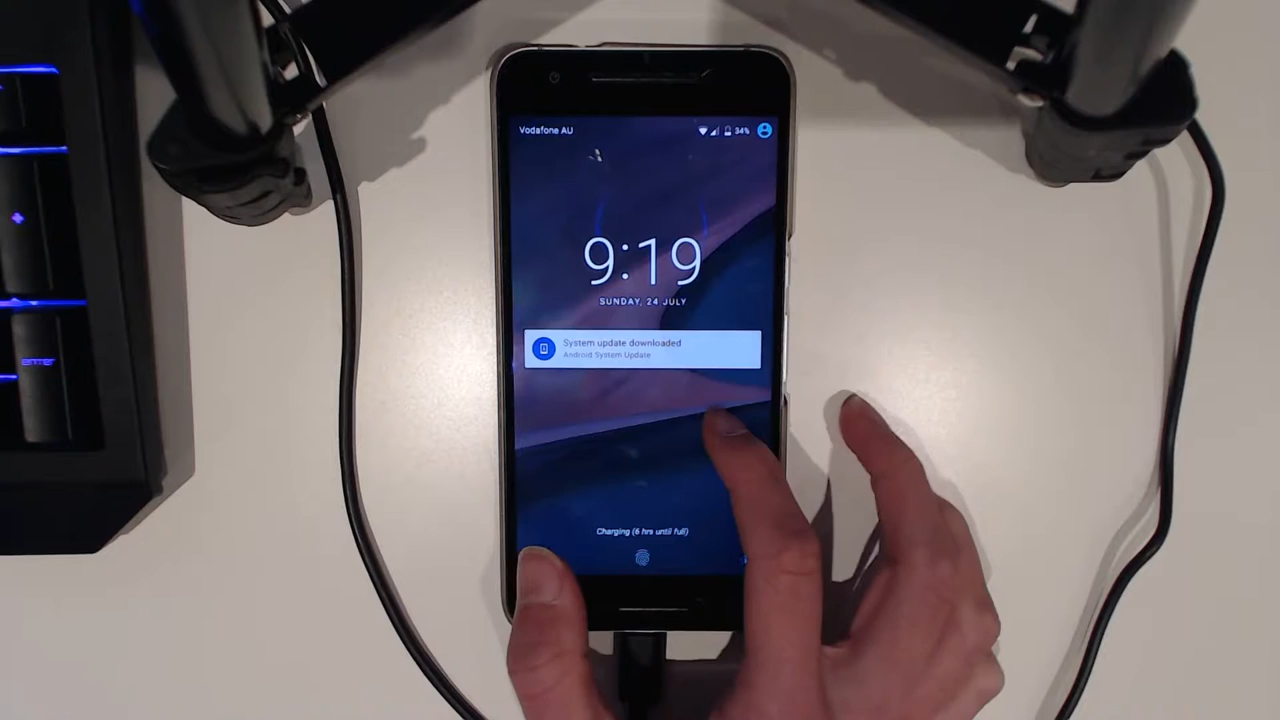 Vodafone AU
34%
9:19
SUNDAY, 24 JULY
System update downloaded
Android System Update
Charging (6 hrs until full)
enter